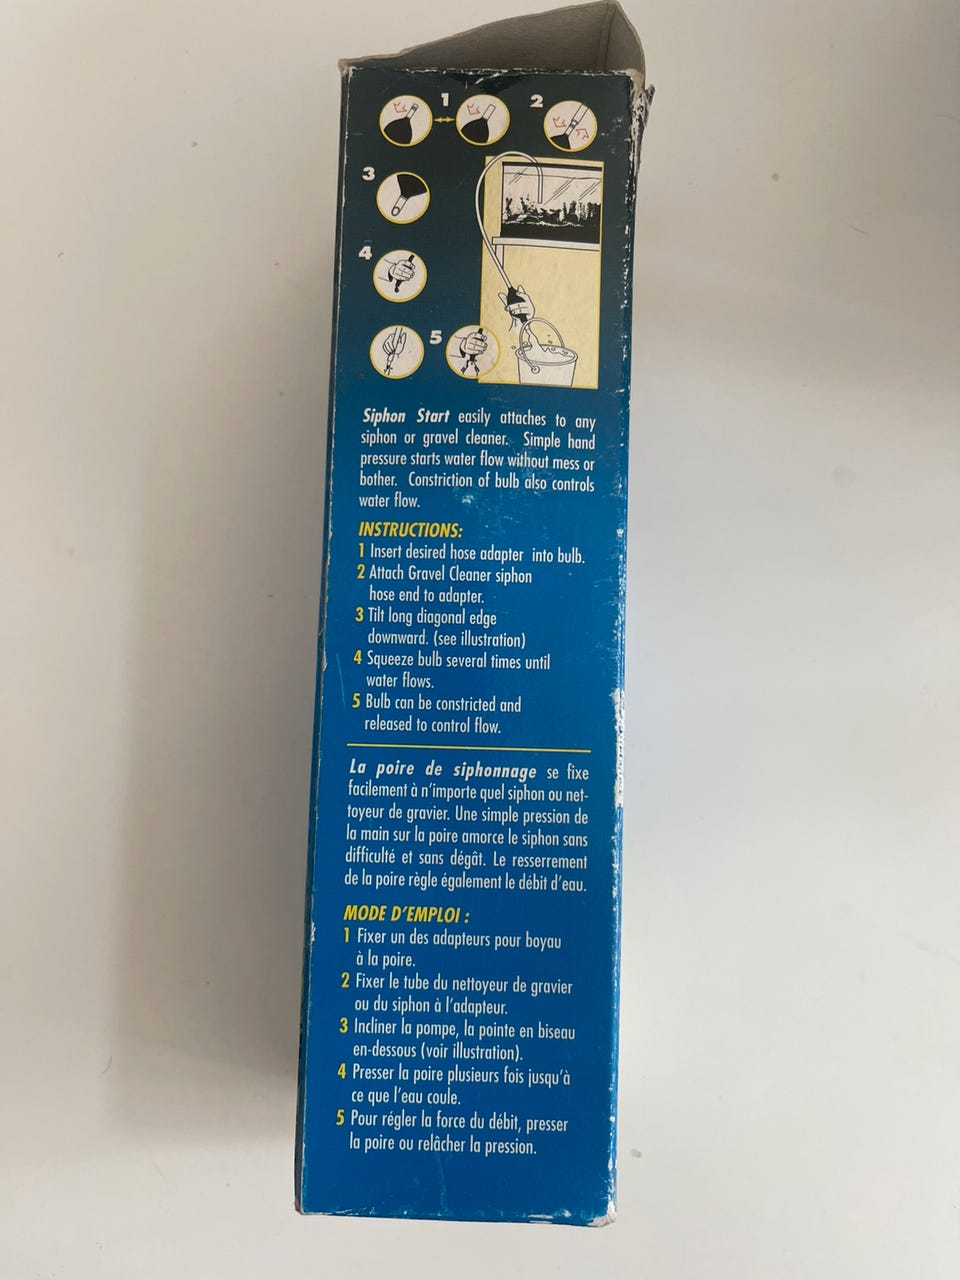 1
2
3
4
5
Siphon Start easily attaches to any
siphon or gravel cleaner. Simple hand
pressure starts water flow without mess or
bother. Constriction of bulb also controls
water flow.
INSTRUCTIONS:
1 Insert desired hose adapter into bulb.
2 Attach Gravel Cleaner siphon
hose end to adapter.
3 Tilt long diagonal edge
downward. (see illustration)
4 Squeeze bulb several times until
water flows.
5 Bulb can be constricted and
released to control flow.
La poire de siphonnage se fixe
facilement à n'importe quel siphon ou net-
toyeur de gravier. Une simple pression de
la main sur la poire amorce le siphon sans
difficulté et sans dégât. Le resserrement
de la poire règle également le débit d'eau.
MODE D'EMPLOI :
1 Fixer un des adapteurs pour boyau
à la poire.
2 Fixer le tube du nettoyeur de gravier
ou du siphon à l'adapteur.
3 Incliner la pompe, la pointe en biseau
en-dessous (voir illustration).
4 Presser la poire plusieurs fois jusqu'à
ce que l'eau coule.
5 Pour régler la force du débit, presser
la poire ou relâcher la pression.